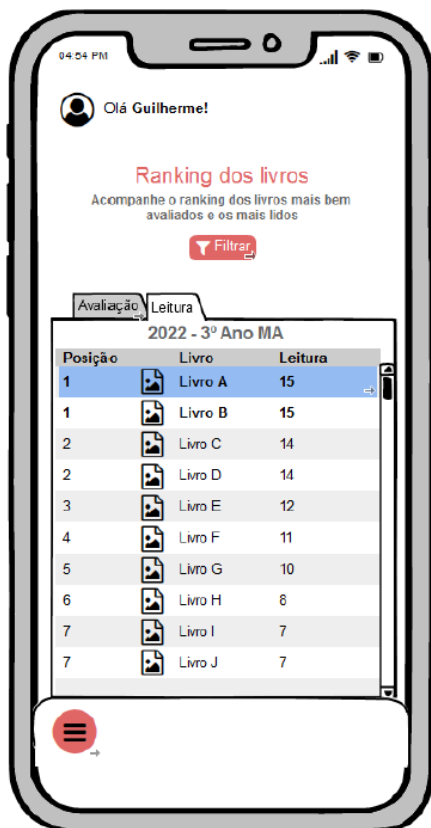 04:54 PM
Olá Guilherme!
Ranking dos livros
Acompanhe o ranking dos livros mais bem
avaliados e os mais lidos
Filtrar
Avaliação Leitura
2022 - 3º Ano MA
Posição Livro Leitura
1 Livro A 15
1 Livro B 15
2 Livro C 14
2 Livro D 14
3 Livro E 12
4 Livro F 11
5 Livro G 10
6 Livro H 8
7 Livro I 7
7 Livro J 7